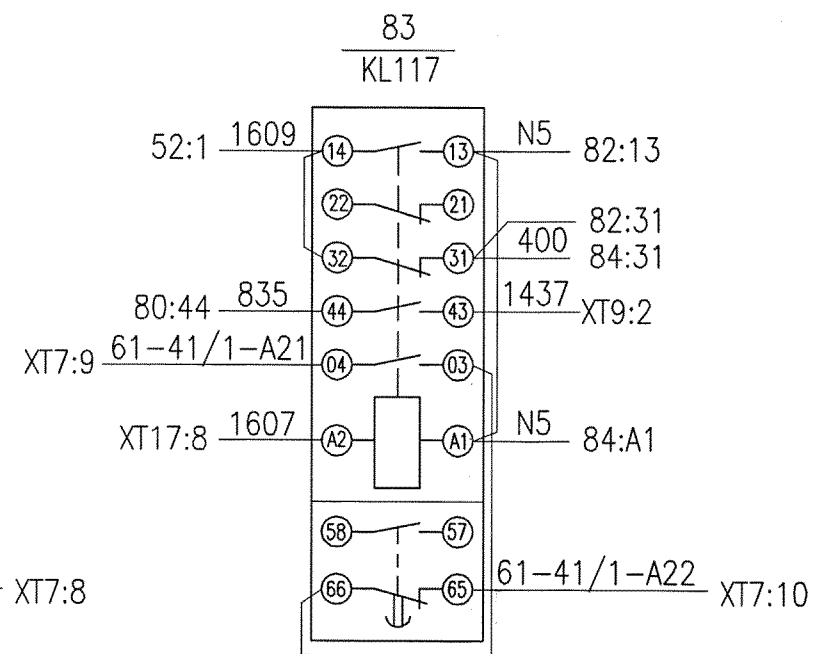 83
KL117
52:1 1609 14 13 N5 82:13
22 21
82:31
32 31 400 84:31
80:44 835 44 43 1437 XT9:2
XT7:9 61-41/1-A21 04 03
XT17:8 1607 A2 A1 N5 84:A1
58 57
XT7:8 66 65 61-41/1-A22 XT7:10